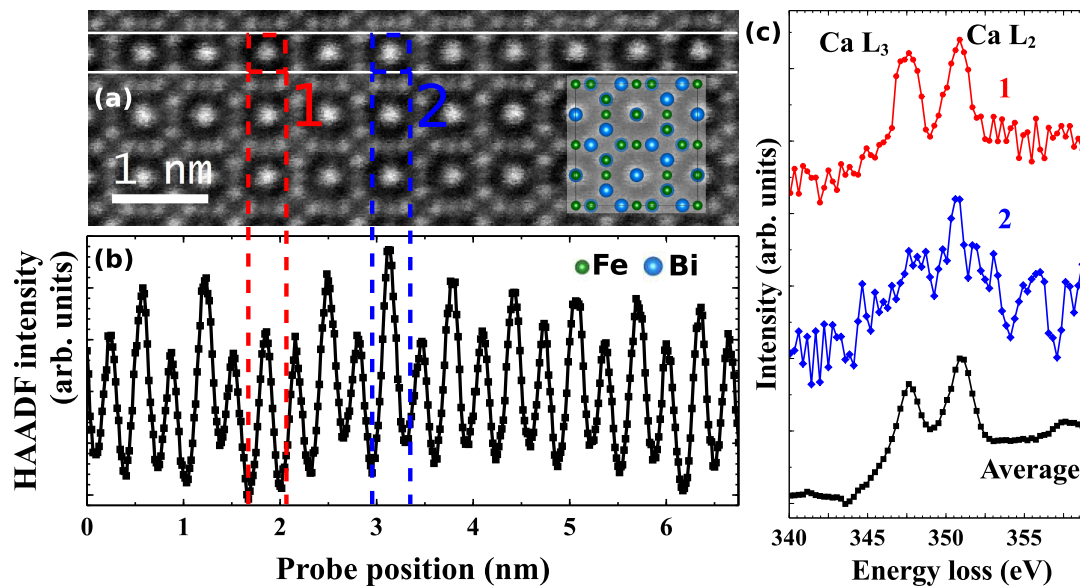 (a)
1
2
1 nm
(b)
Fe
Bi
HAADF intensity
(arb. units)
0
1
2
3
4
5
6
Probe position (nm)
(c)
Ca L3
Ca L2
1
2
Average
Intensity (arb. units)
340
345
350
355
Energy loss (eV)